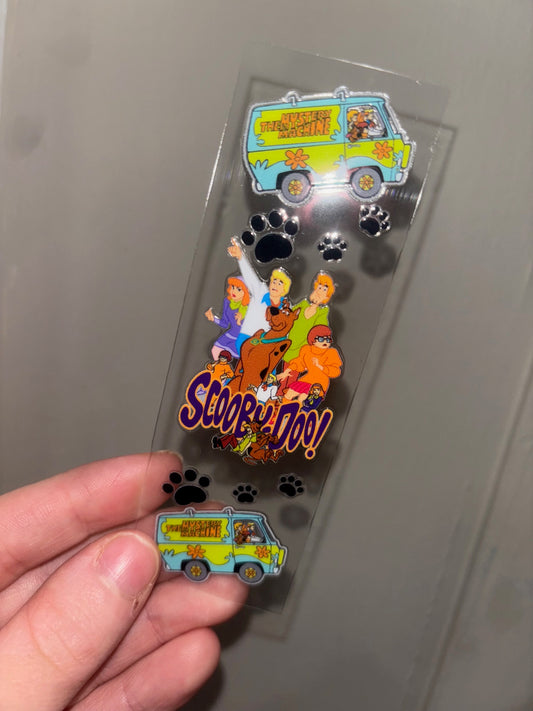 THE MYSTERY
MACHINE
SCOOBY-DOO!
THE MYSTERY
MACHINE